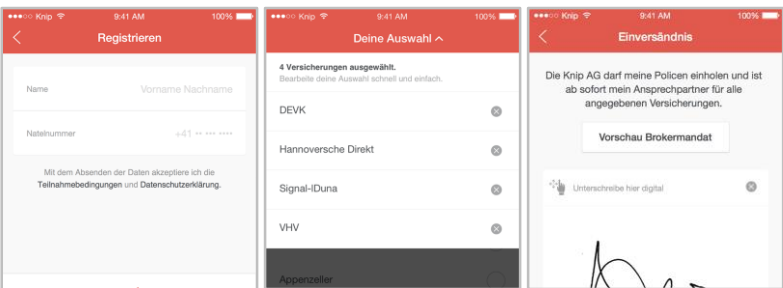 Knip 9:41 AM 100%
Registrieren
Name Vorname Nachname
Natelnummer +41 •• ••• ••••
Mit dem Absenden der Daten akzeptiere ich die
Teilnahmebedingungen und Datenschutzerklärung.
Knip 9:41 AM 100%
Deine Auswahl
4 Versicherungen ausgewählt.
Bearbeite deine Auswahl schnell und einfach.
DEVK
Hannoversche Direkt
Signal-IDuna
VHV
Appenzeller
Knip 9:41 AM 100%
Einversändnis
Die Knip AG darf meine Policen einholen und ist
ab sofort mein Ansprechpartner für alle
angegebenen Versicherungen.
Vorschau Brokermandat
Unterschreibe hier digital